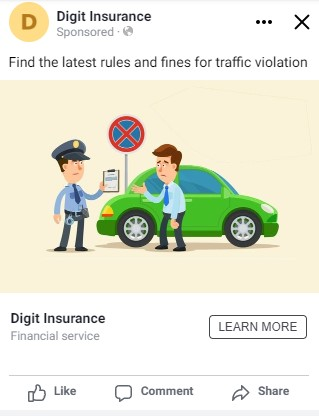 D
Digit Insurance
Sponsored ·
Find the latest rules and fines for traffic violation
Digit Insurance
Financial service
LEARN MORE
Like
Comment
Share